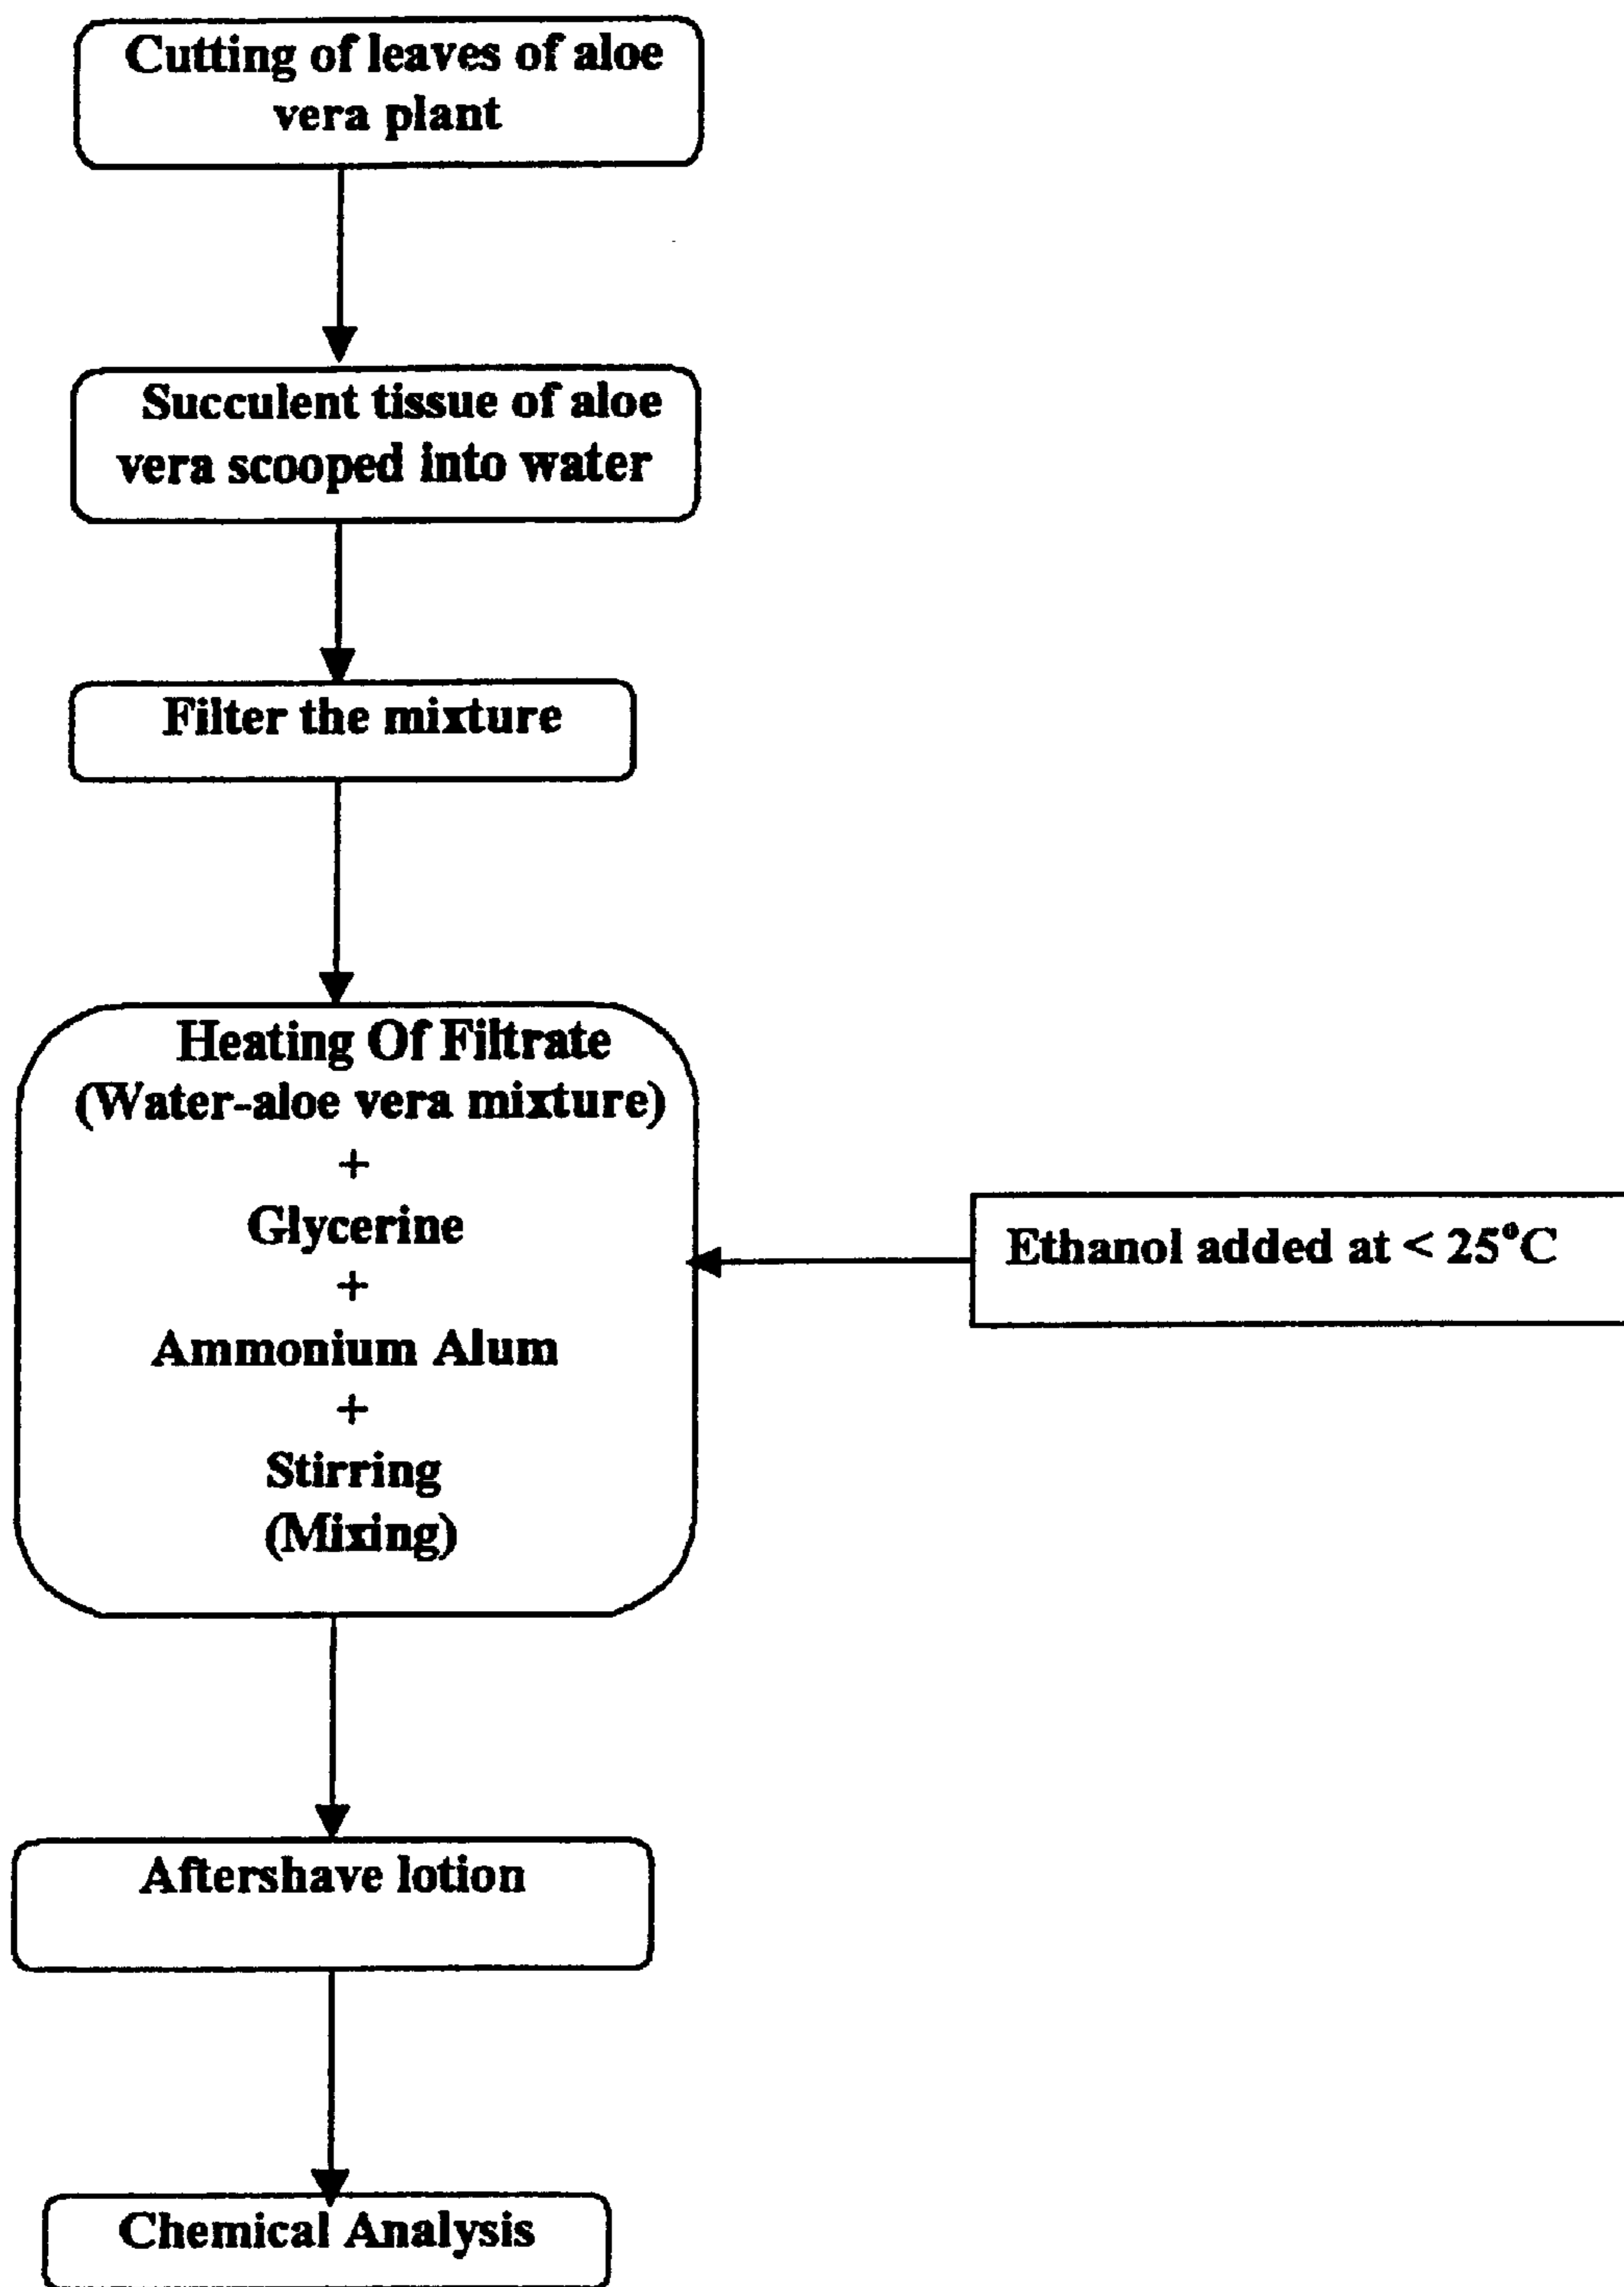 Cutting of leaves of aloe
vera plant
Succulent tissue of aloe
vera scooped into water
Filter the mixture
Heating Of Filtrate
(Water-aloe vera mixture)
+
Glycerine
+
Ammonium Alum
+
Stirring
(Mixing)
Ethanol added at < 25°C
Aftershave lotion
Chemical Analysis